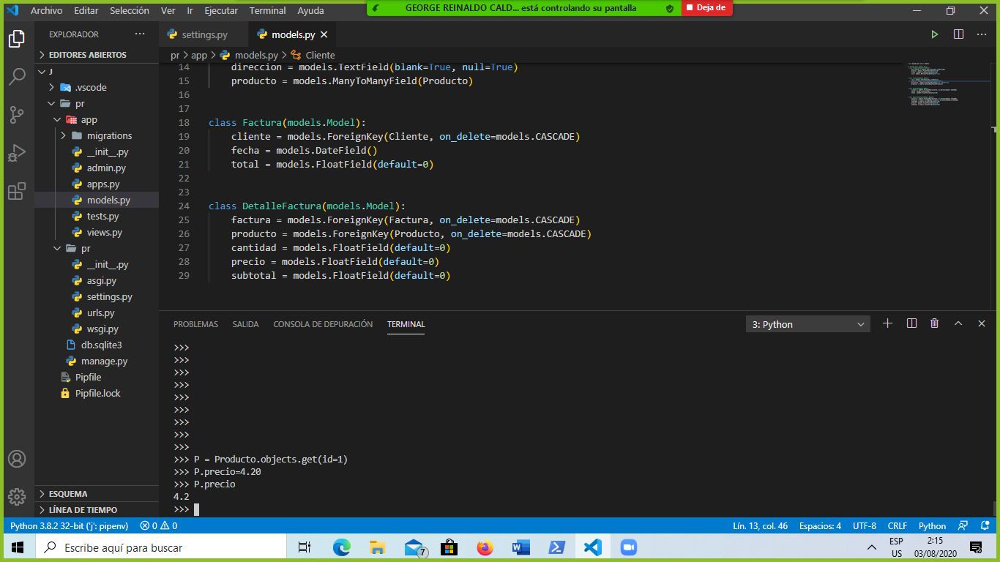 Archivo Editar Selección Ver Ir Ejecutar Terminal Ayuda
GEORGE REINALDO CALD... está controlando su pantalla
Deja de
EXPLORADOR
EDITORES ABIERTOS
J
.vscode
pr
app
migrations
__init__.py
admin.py
apps.py
models.py
tests.py
views.py
pr
__init__.py
asgi.py
settings.py
urls.py
wsgi.py
db.sqlite3
manage.py
Pipfile
Pipfile.lock
ESQUEMA
LÍNEA DE TIEMPO
settings.py models.py
pr > app > models.py > Cliente
14 direccion = models.TextField(blank=True, null=True)
15 producto = models.ManyToManyField(Producto)
16
17
18 class Factura(models.Model):
19 cliente = models.ForeignKey(Cliente, on_delete=models.CASCADE)
20 fecha = models.DateField()
21 total = models.FloatField(default=0)
22
23
24 class DetalleFactura(models.Model):
25 factura = models.ForeignKey(Factura, on_delete=models.CASCADE)
26 producto = models.ForeignKey(Producto, on_delete=models.CASCADE)
27 cantidad = models.FloatField(default=0)
28 precio = models.FloatField(default=0)
29 subtotal = models.FloatField(default=0)
PROBLEMAS SALIDA CONSOLA DE DEPURACIÓN TERMINAL
3: Python
>>>
>>>
>>>
>>>
>>>
>>>
>>>
>>>
>>>
>>> P = Producto.objects.get(id=1)
>>> P.precio=4.20
>>> P.precio
4.2
>>>
Python 3.8.2 32-bit ('j': pipenv) 0 0
Lín. 13, col. 46 Espacios: 4 UTF-8 CRLF Python
Escribe aquí para buscar
7
ESP
US
2:15
03/08/2020